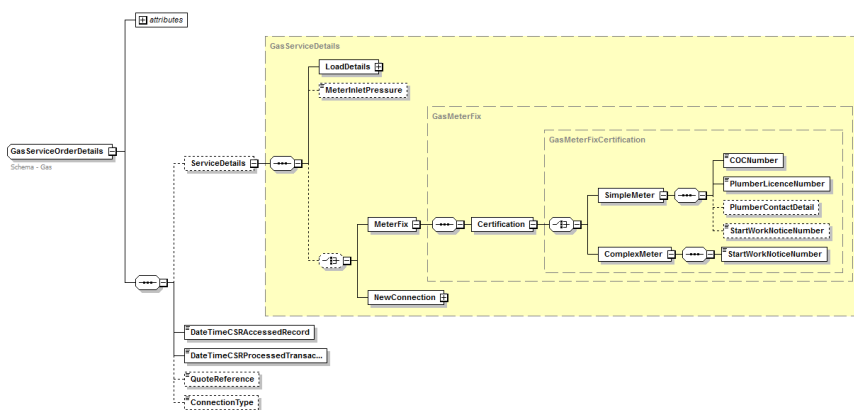 attributes
GasServiceDetails
LoadDetails
MeterInletPressure
GasMeterFix
GasMeterFixCertification
GasServiceOrderDetails
Schema - Gas
ServiceDetails
COCNumber
PlumberLicenceNumber
SimpleMeter
PlumberContactDetail
MeterFix
Certification
StartWorkNoticeNumber
ComplexMeter
StartWorkNoticeNumber
NewConnection
DateTimeCSRAccessedRecord
DateTimeCSRProcessedTransac...
QuoteReference
ConnectionType